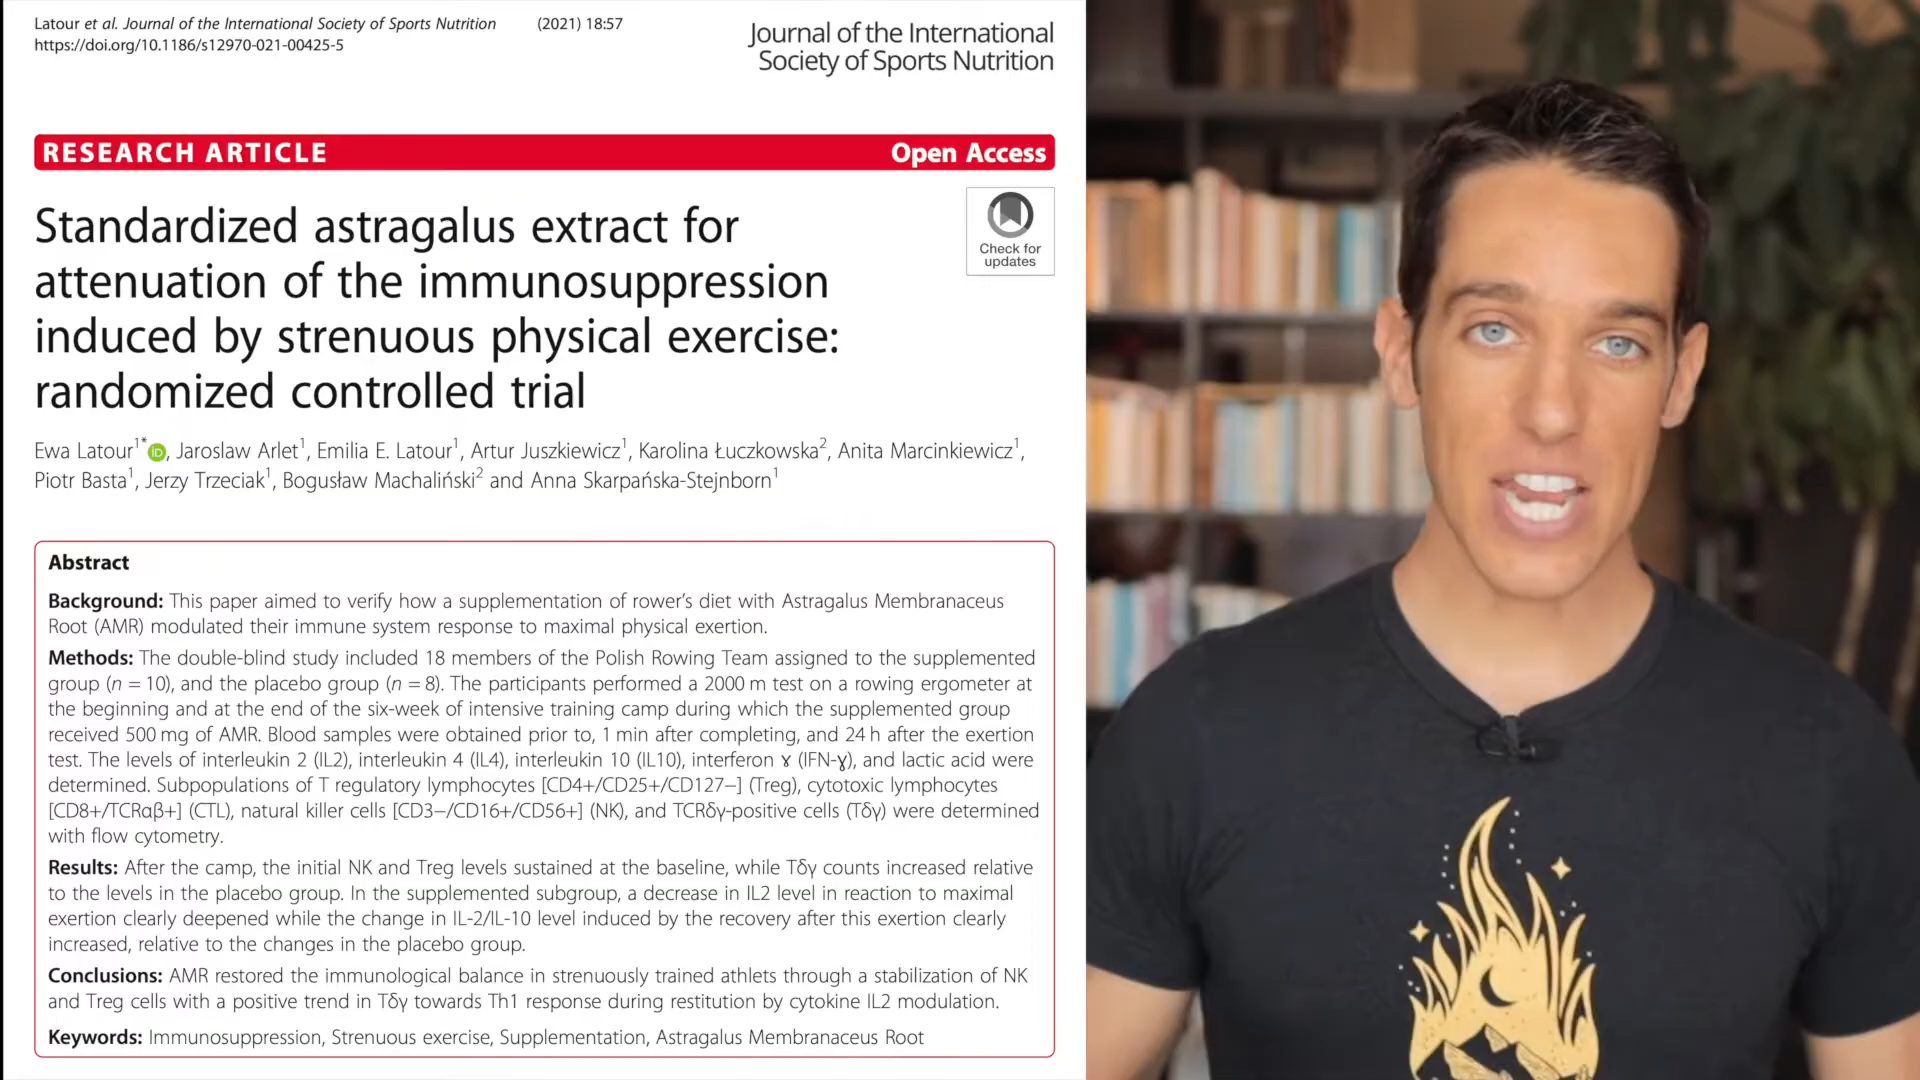 Latour et al. Journal of the International Society of Sports Nutrition (2021) 18:57
https://doi.org/10.1186/s12970-021-00425-5
Journal of the International
Society of Sports Nutrition
RESEARCH ARTICLE Open Access
Standardized astragalus extract for
attenuation of the immunosuppression
induced by strenuous physical exercise:
randomized controlled trial
Check for
updates
Ewa Latour1* iD, Jaroslaw Arlet1, Emilia E. Latour1, Artur Juszkiewicz1, Karolina Łuczkowska2, Anita Marcinkiewicz1,
Piotr Basta1, Jerzy Trzeciak1, Bogusław Machaliński2 and Anna Skarpańska-Stejnborn1
Abstract
Background: This paper aimed to verify how a supplementation of rower's diet with Astragalus Membranaceus
Root (AMR) modulated their immune system response to maximal physical exertion.
Methods: The double-blind study included 18 members of the Polish Rowing Team assigned to the supplemented
group (n = 10), and the placebo group (n = 8). The participants performed a 2000 m test on a rowing ergometer at
the beginning and at the end of the six-week of intensive training camp during which the supplemented group
received 500 mg of AMR. Blood samples were obtained prior to, 1 min after completing, and 24 h after the exertion
test. The levels of interleukin 2 (IL2), interleukin 4 (IL4), interleukin 10 (IL10), interferon ɤ (IFN-ɣ), and lactic acid were
determined. Subpopulations of T regulatory lymphocytes [CD4+/CD25+/CD127−] (Treg), cytotoxic lymphocytes
[CD8+/TCRαβ+] (CTL), natural killer cells [CD3−/CD16+/CD56+] (NK), and TCRδγ-positive cells (Tδγ) were determined
with flow cytometry.
Results: After the camp, the initial NK and Treg levels sustained at the baseline, while Tδγ counts increased relative
to the levels in the placebo group. In the supplemented subgroup, a decrease in IL2 level in reaction to maximal
exertion clearly deepened while the change in IL-2/IL-10 level induced by the recovery after this exertion clearly
increased, relative to the changes in the placebo group.
Conclusions: AMR restored the immunological balance in strenuously trained athlets through a stabilization of NK
and Treg cells with a positive trend in Tδγ towards Th1 response during restitution by cytokine IL2 modulation.
Keywords: Immunosuppression, Strenuous exercise, Supplementation, Astragalus Membranaceus Root